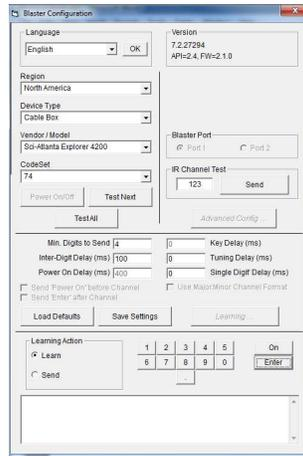 Blaster Configuration
Language
English
OK
Version
7.2.27294
API=2.4, FW=2.1.0
Region
North America
Device Type
Cable Box
Vendor / Model
Sci-Atlanta Explorer 4200
CodeSet
74
Power On/Off
Test Next
Test All
Blaster Port
Port 1
Port 2
IR Channel Test
123
Send
Advanced Config ...
Min. Digits to Send 4
0 Key Delay (ms)
Inter-Digit Delay (ms) 100
0 Tuning Delay (ms)
Power On Delay (ms) 400
0 Single Digit Delay (ms)
Send 'Power On' before Channel
Use Major.Minor Channel Format
Send 'Enter' after Channel
Load Defaults
Save Settings
Learning ...
Learning Action
Learn
Send
1 2 3 4 5
6 7 8 9 0
.
On
Enter